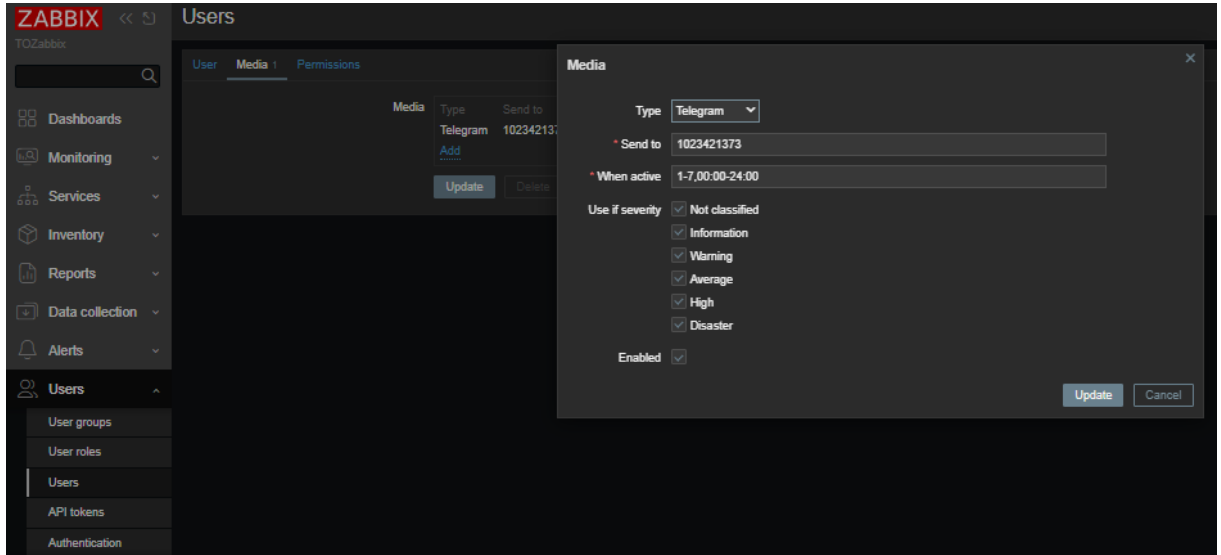 ZABBIX
TOZabbix
Dashboards
Monitoring
Services
Inventory
Reports
Data collection
Alerts
Users
User groups
User roles
Users
API tokens
Authentication
Users
User Media 1 Permissions
Media Type Send to
Telegram 1023421373
Add
Update Delete
Media
Type Telegram
* Send to 1023421373
* When active 1-7,00:00-24:00
Use if severity Not classified
Information
Warning
Average
High
Disaster
Enabled
Update Cancel